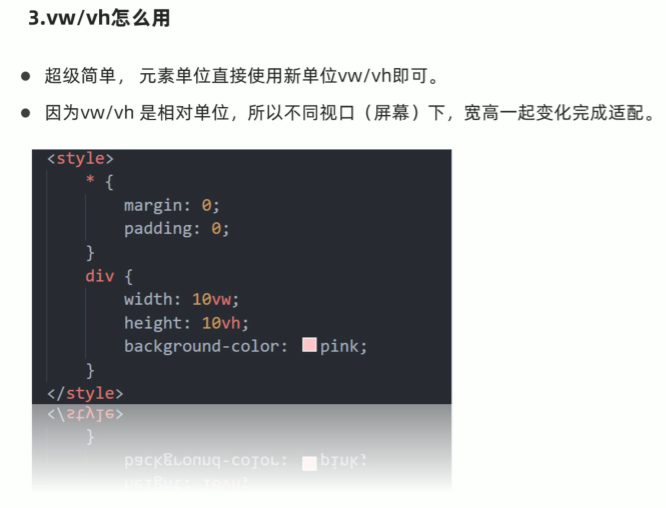 3.vw/vh怎么用
● 超级简单， 元素单位直接使用新单位vw/vh即可。
● 因为vw/vh 是相对单位，所以不同视口（屏幕）下，宽高一起变化完成适配。
<style>
    * {
        margin: 0;
        padding: 0;
    }
    div {
        width: 10vw;
        height: 10vh;
        background-color: pink;
    }
</style>